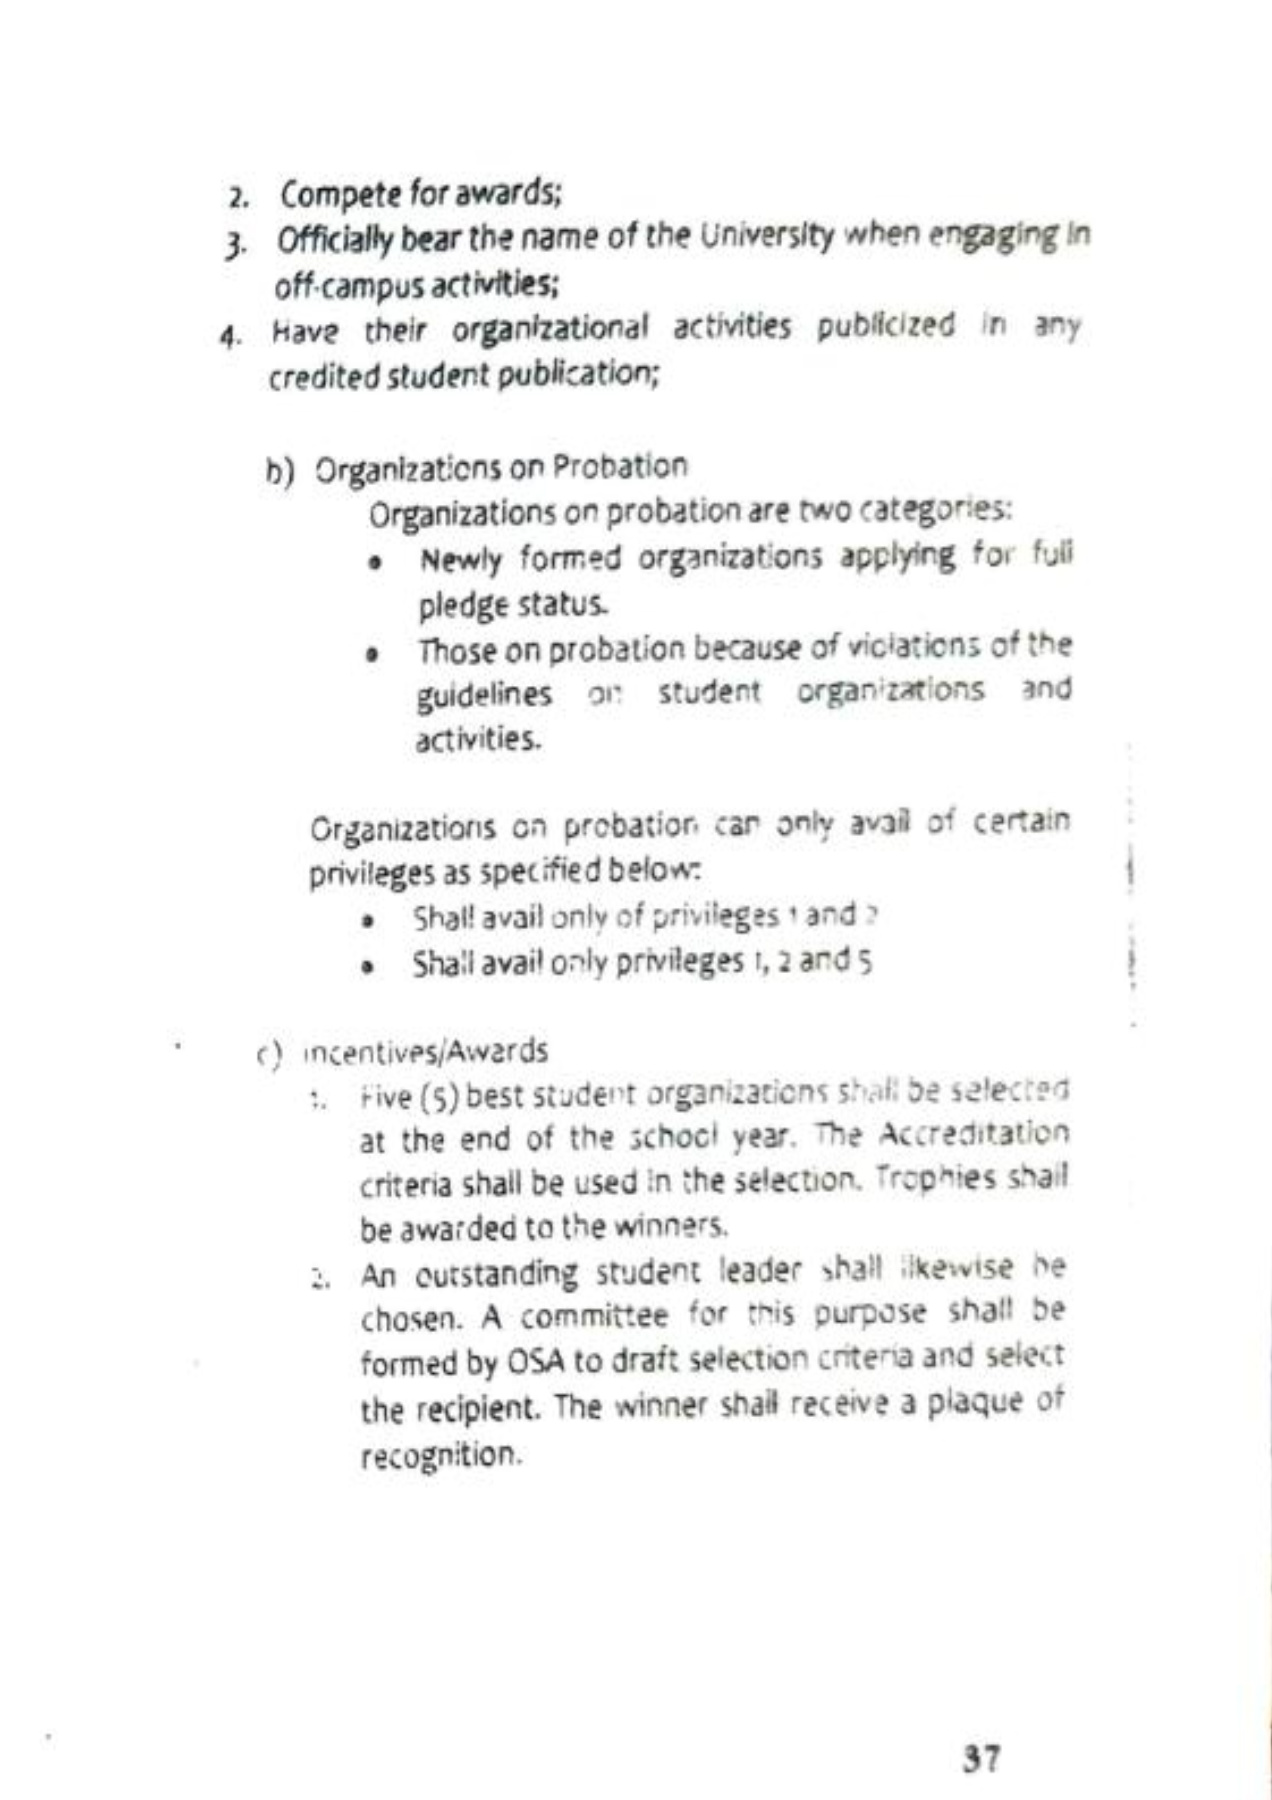 2. Compete for awards;
3. Officially bear the name of the University when engaging in
off-campus activities;
4. Have their organizational activities publicized in any
credited student publication;
b) Organizations on Probation
Organizations on probation are two categories:
• Newly formed organizations applying for full
pledge status.
• Those on probation because of violations of the
guidelines on student organizations and
activities.
Organizations on probation can only avail of certain
privileges as specified below:
• Shall avail only of privileges 1 and 2
• Shall avail only privileges 1, 2 and 5
c) Incentives/Awards
1. Five (5) best student organizations shall be selected
at the end of the school year. The Accreditation
criteria shall be used in the selection. Trophies shall
be awarded to the winners.
2. An outstanding student leader shall likewise be
chosen. A committee for this purpose shall be
formed by OSA to draft selection criteria and select
the recipient. The winner shall receive a plaque of
recognition.
37